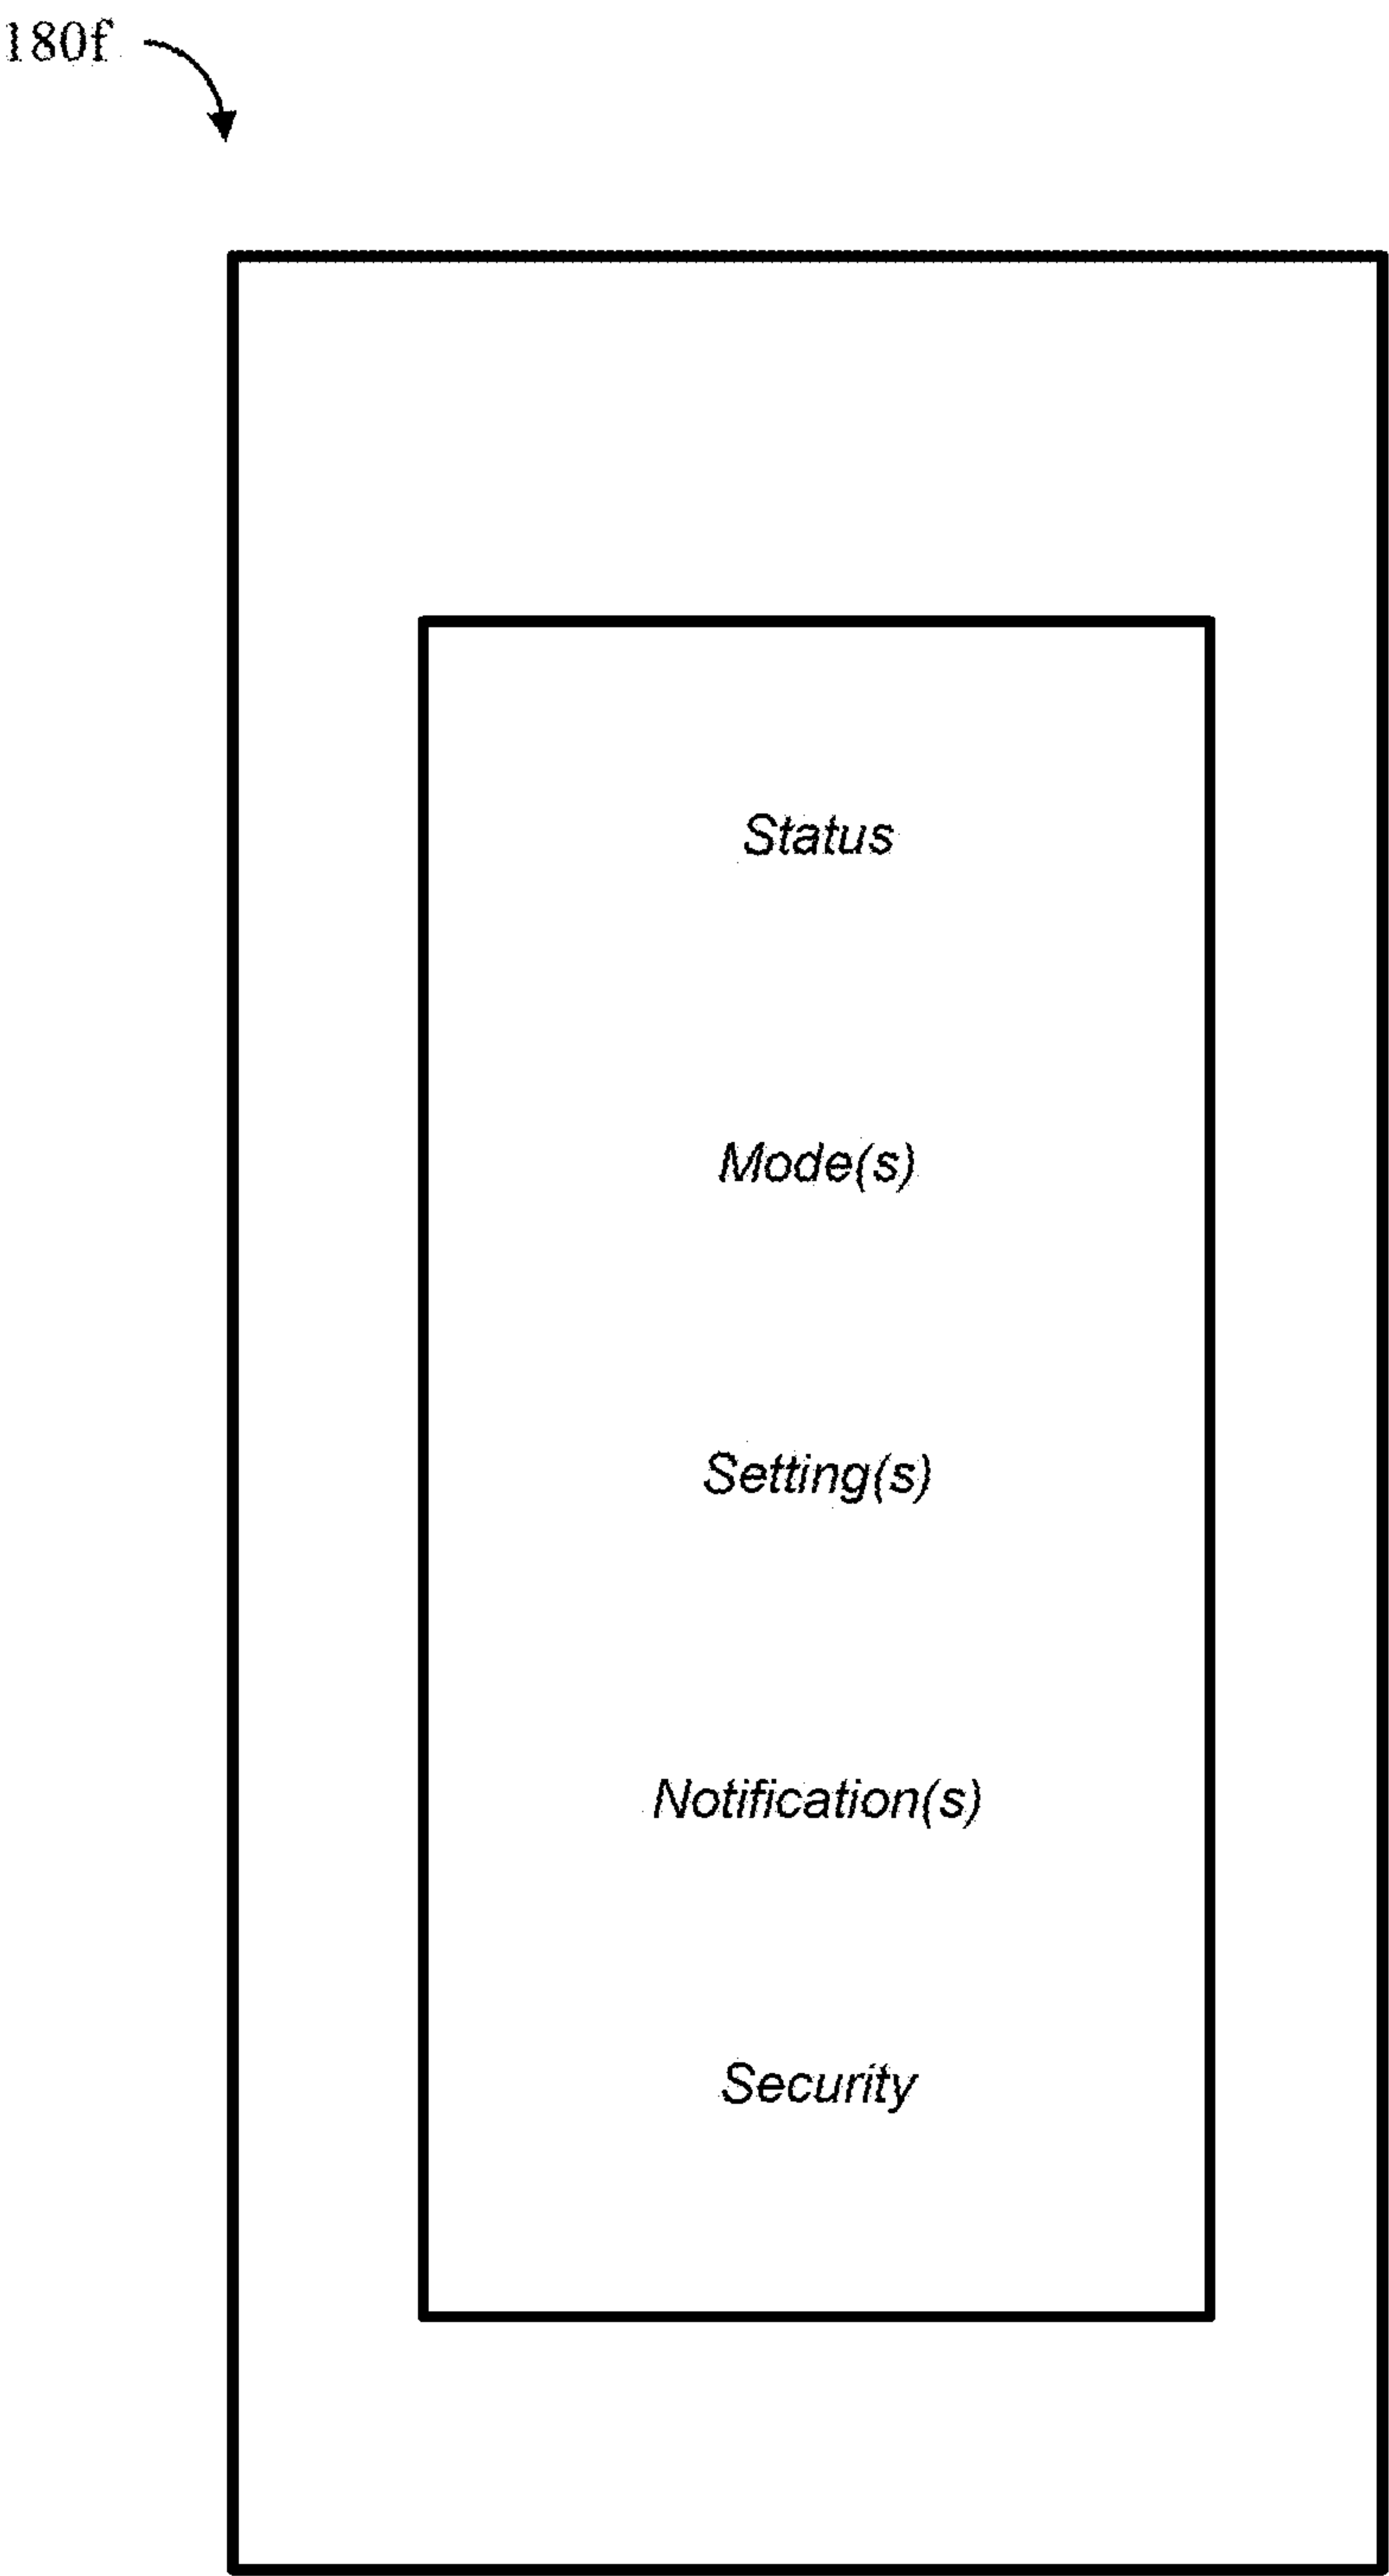 180f
Status
Mode(s)
Setting(s)
Notification(s)
Security